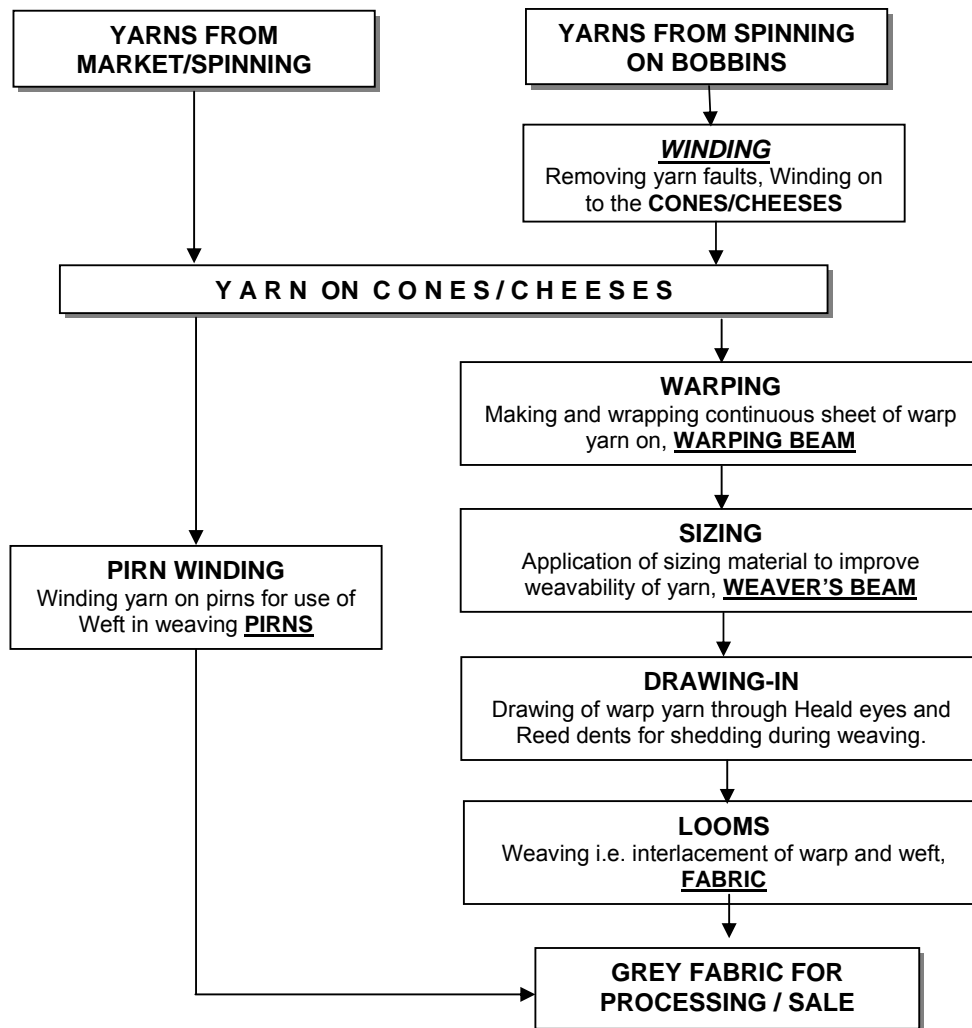 YARNS FROM
MARKET/SPINNING
YARNS FROM SPINNING
ON BOBBINS
WINDING
Removing yarn faults, Winding on
to the CONES/CHEESES
Y A R N ON C O N E S / C H E E S E S
WARPING
Making and wrapping continuous sheet of warp
yarn on, WARPING BEAM
SIZING
Application of sizing material to improve
weavability of yarn, WEAVER’S BEAM
PIRN WINDING
Winding yarn on pirns for use of
Weft in weaving PIRNS
DRAWING-IN
Drawing of warp yarn through Heald eyes and
Reed dents for shedding during weaving.
LOOMS
Weaving i.e. interlacement of warp and weft,
FABRIC
GREY FABRIC FOR
PROCESSING / SALE